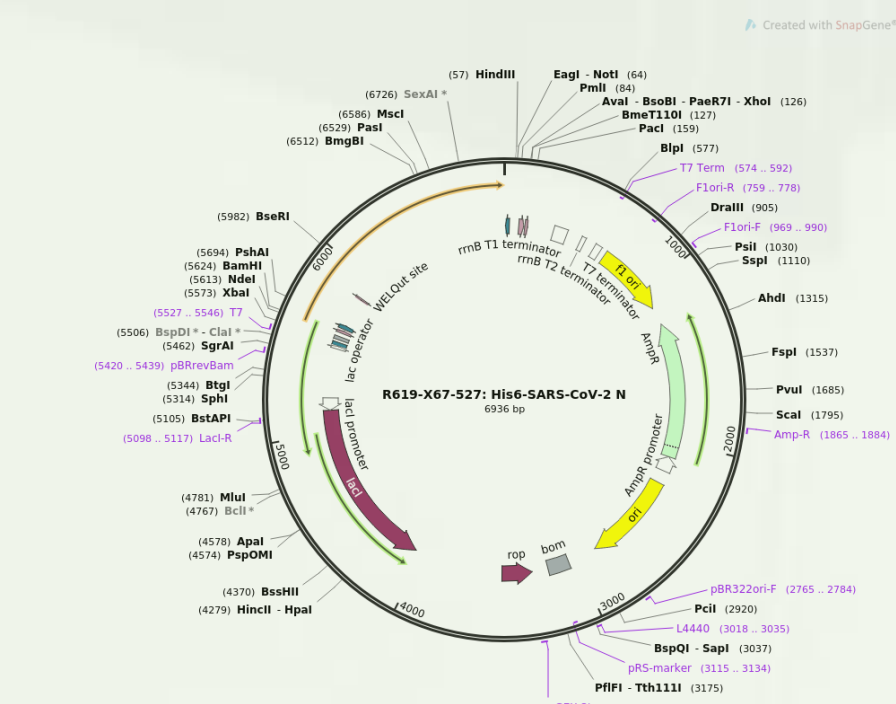 Created with SnapGene®
(57) HindIII
EagI - NotI (64)
(6726) SexAI *
PmlI (84)
(6586) MscI
AvaI - BsoBI - PaeR7I - XhoI (126)
(6529) PasI
BmeT110I (127)
(6512) BmgBI
PacI (159)
BlpI (577)
T7 Term (574 .. 592)
F1ori-R (759 .. 778)
(5982) BseRI
DraIII (905)
F1ori-F (969 .. 990)
PsiI (1030)
(5694) PshAI
SspI (1110)
(5624) BamHI
(5613) NdeI
(5573) XbaI
AhdI (1315)
(5527 .. 5546) T7
(5506) BspDI * - ClaI *
(5462) SgrAI
FspI (1537)
(5420 .. 5439) pBRrevBam
(5344) BtgI
PvuI (1685)
(5314) SphI
ScaI (1795)
(5105) BstAPI
Amp-R (1865 .. 1884)
(5098 .. 5117) LacI-R
(4781) MluI
(4767) BclI *
(4578) ApaI
(4574) PspOMI
(4370) BssHII
pBR322ori-F (2765 .. 2784)
(4279) HincII - HpaI
PciI (2920)
L4440 (3018 .. 3035)
BspQI - SapI (3037)
pRS-marker (3115 .. 3134)
PflFI - Tth111I (3175)
1000
2000
3000
4000
5000
6000
rrnB T1 terminator
rrnB T2 terminator
T7 terminator
f1 ori
AmpR
AmpR promoter
ori
bom
rop
lacI
lacI promoter
lac operator
WELQut site
R619-X67-527: His6-SARS-CoV-2 N
6936 bp